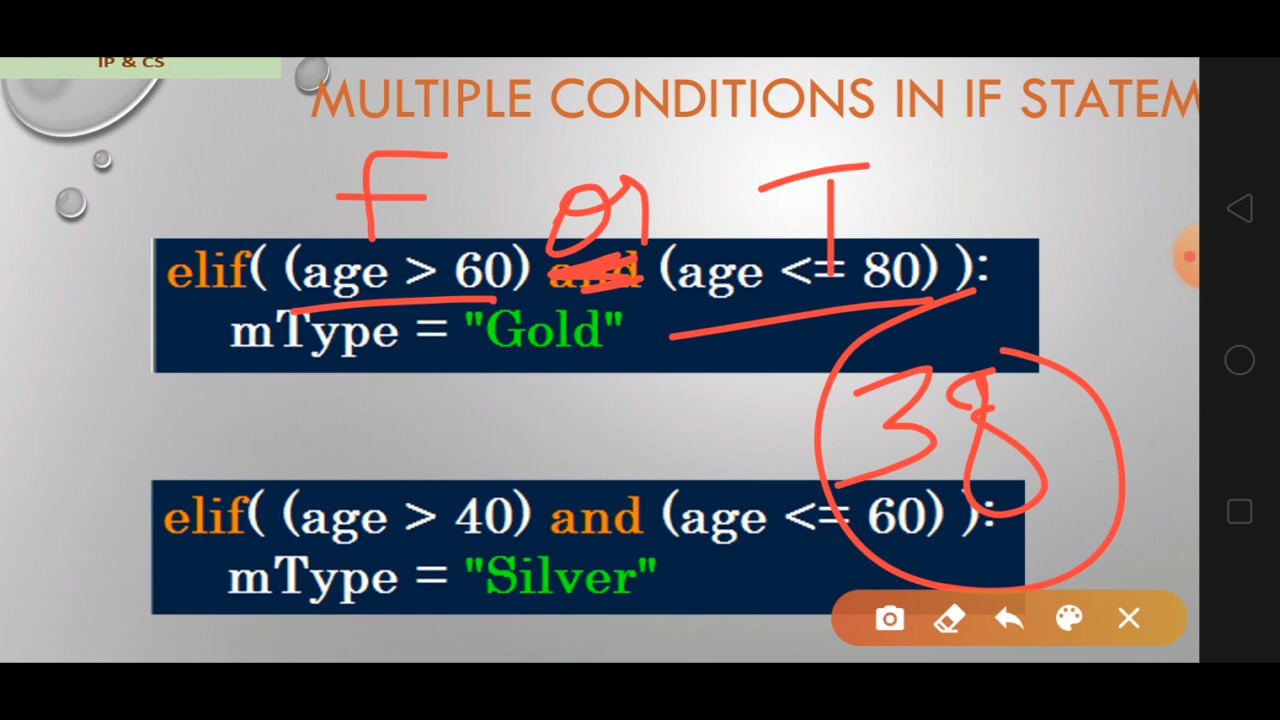 IP & CS
MULTIPLE CONDITIONS IN IF STATEM
F or T
elif( (age > 60) and (age <= 80) ):
mType = "Gold"
38
elif( (age > 40) and (age <= 60) ):
mType = "Silver"